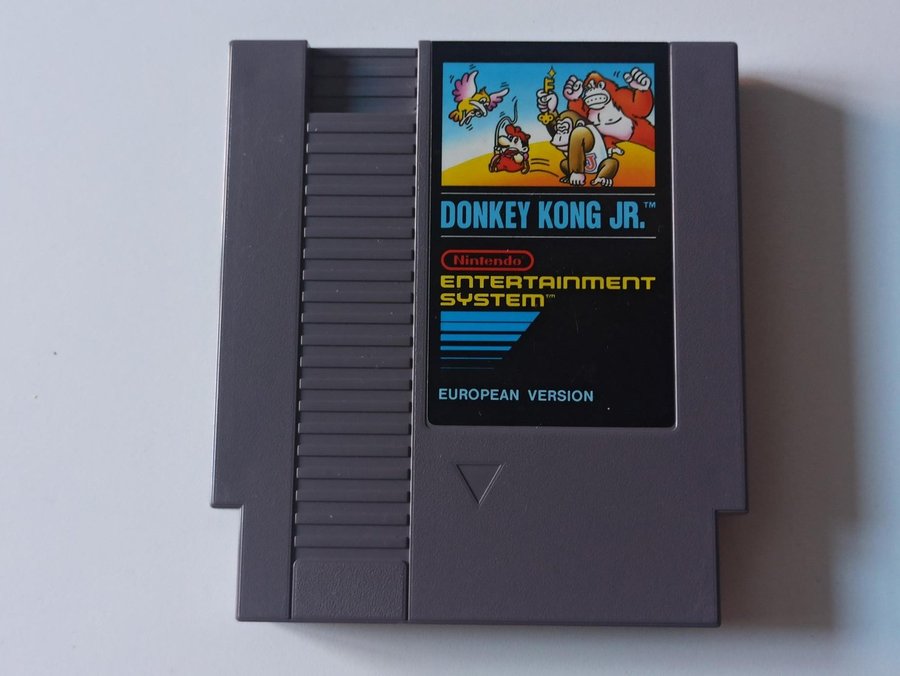 J
DONKEY KONG JR.™
Nintendo
ENTERTAINMENT
SYSTEM™
EUROPEAN VERSION